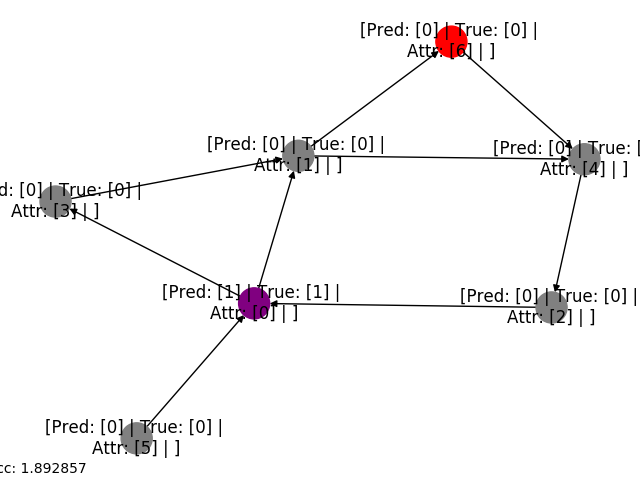 [Pred: [0] | True: [0] |
Attr: [6] | ]
[Pred: [0] | True: [0] |
Attr: [1] | ]
[Pred: [0] | True: [
Attr: [4] | ]
d: [0] | True: [0] |
Attr: [3] | ]
[Pred: [1] | True: [1] |
Attr: [0] | ]
[Pred: [0] | True: [0] |
Attr: [2] | ]
[Pred: [0] | True: [0] |
Attr: [5] | ]
cc: 1.892857